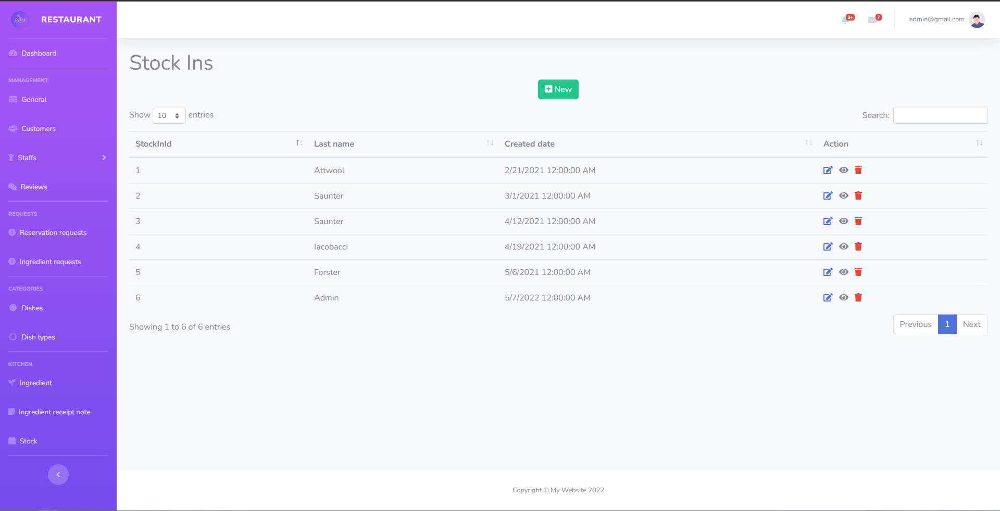 RESTAURANT
3+
7
admin@gmail.com
Dashboard
MANAGEMENT
General
Customers
Staffs
Reviews
REQUESTS
Reservation requests
Ingredient requests
CATEGORIES
Dishes
Dish types
KITCHEN
Ingredient
Ingredient receipt note
Stock
Stock Ins
New
Show 10 entries
Search:
StockInId Last name Created date Action
1 Attwool 2/21/2021 12:00:00 AM
2 Saunter 3/1/2021 12:00:00 AM
3 Saunter 4/12/2021 12:00:00 AM
4 Iacobacci 4/19/2021 12:00:00 AM
5 Forster 5/6/2021 12:00:00 AM
6 Admin 5/7/2022 12:00:00 AM
Showing 1 to 6 of 6 entries
Previous 1 Next
Copyright © My Website 2022